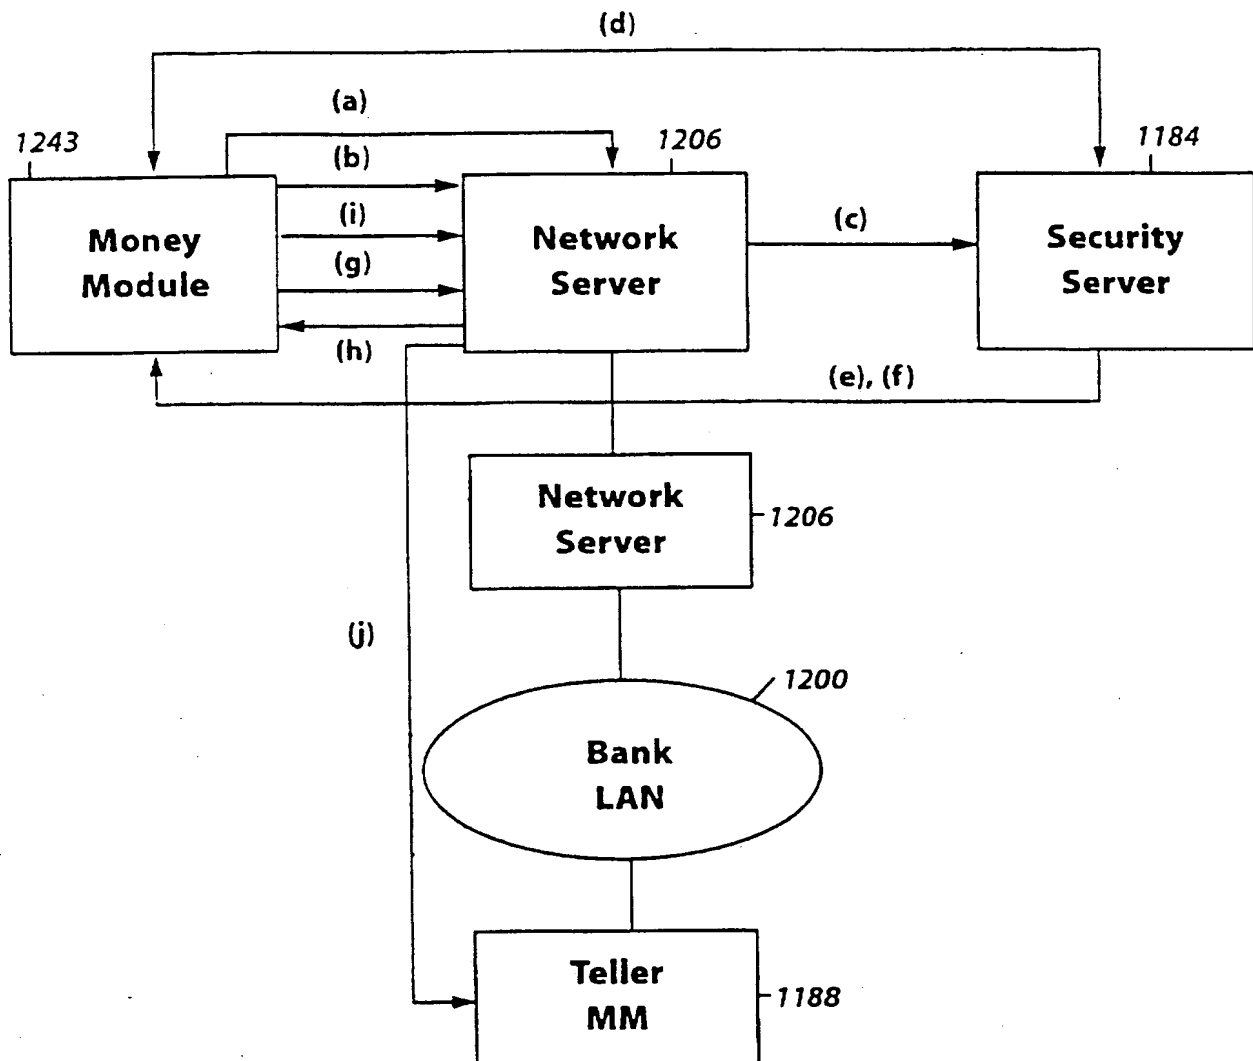 (d)
(a)
1243
1206
1184
(b)
(i)
(g)
(h)
Money
Module
Network
Server
(c)
Security
Server
(e), (f)
Network
Server
1206
(j)
1200
Bank
LAN
Teller
MM
1188